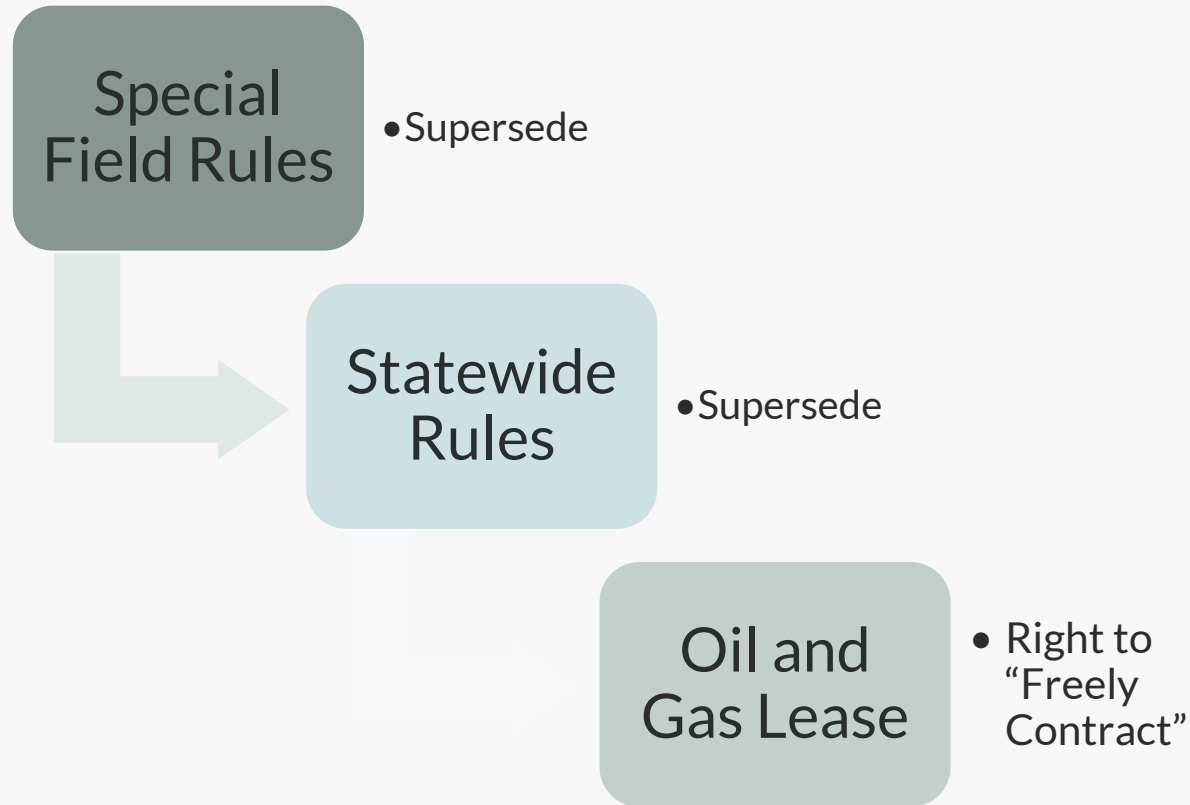 Special
Field Rules
•Supersede
Statewide
Rules
•Supersede
Oil and
Gas Lease
• Right to
“Freely
Contract”